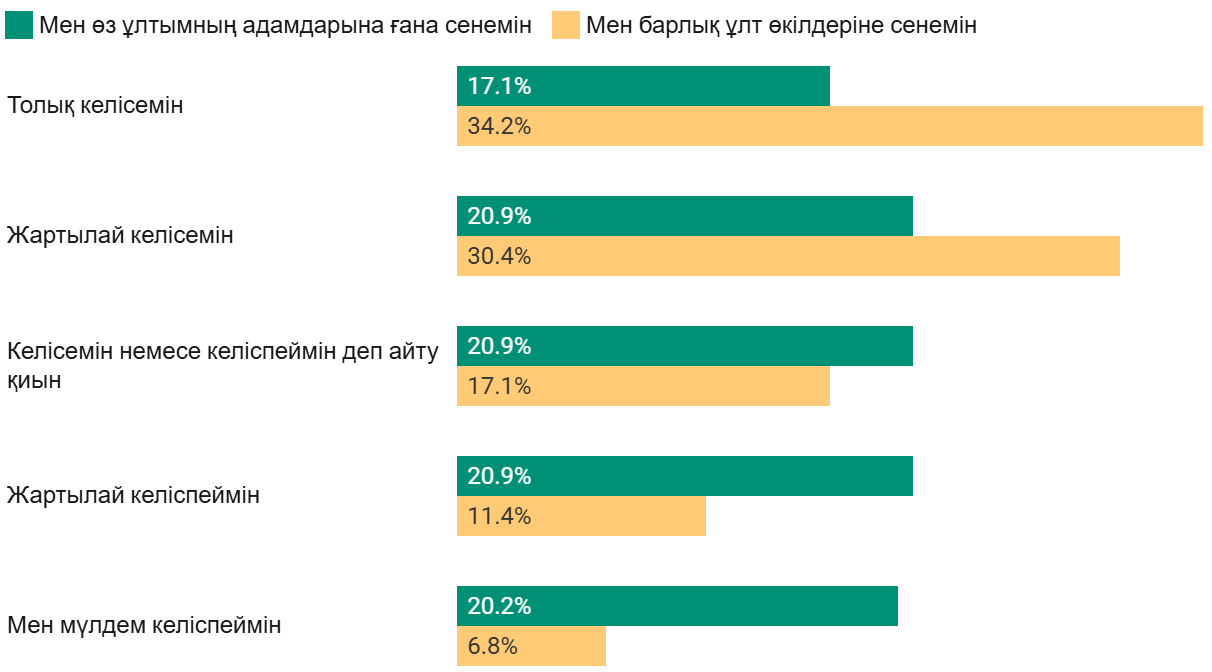 Мен өз ұлтымның адамдарына ғана сенемін Мен барлық ұлт өкілдеріне сенемін
Толық келісемін
17.1%
34.2%
Жартылай келісемін
20.9%
30.4%
Келісемін немесе келіспеймін деп айту
қиын
20.9%
17.1%
Жартылай келіспеймін
20.9%
11.4%
Мен мүлдем келіспеймін
20.2%
6.8%